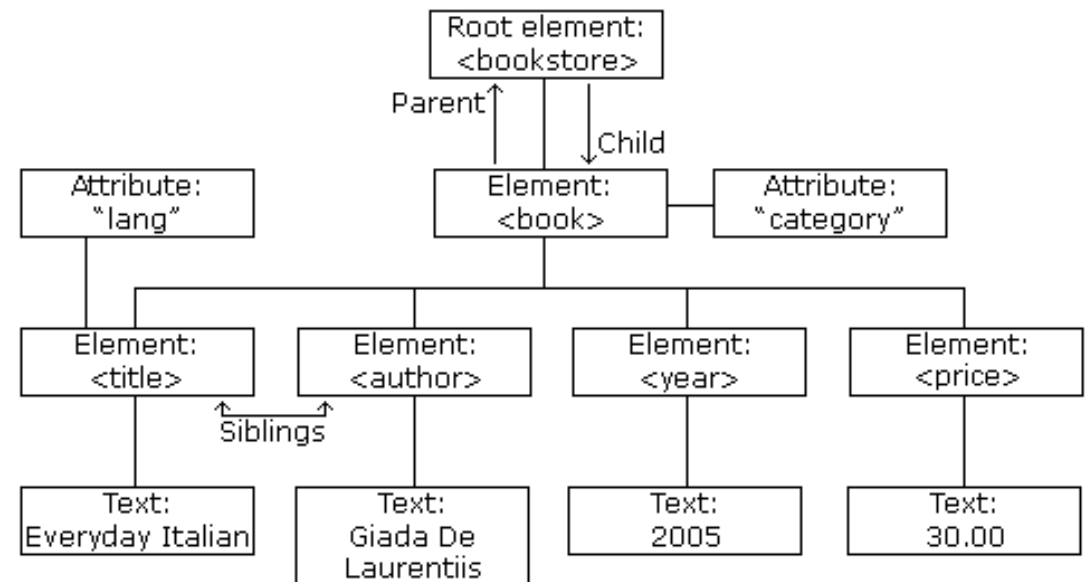 Root element:
<bookstore>
Parent
Child
Attribute:
“lang”
Element:
<book>
Attribute:
“category”
Element:
<title>
Element:
<author>
Element:
<year>
Element:
<price>
Siblings
Text:
Everyday Italian
Text:
Giada De
Laurentiis
Text:
2005
Text:
30.00